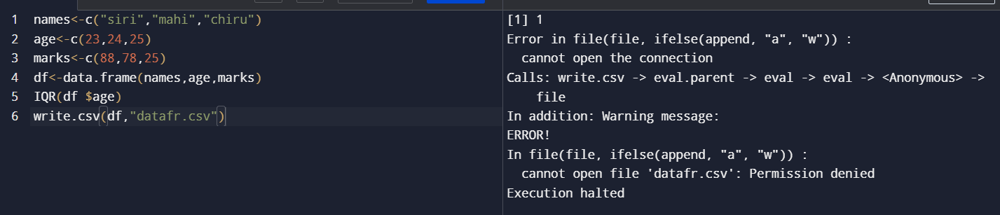 1 names<-c("siri","mahi","chiru")
2 age<-c(23,24,25)
3 marks<-c(88,78,25)
4 df<-data.frame(names,age,marks)
5 IQR(df $age)
6 write.csv(df,"datafr.csv")
[1] 1
Error in file(file, ifelse(append, "a", "w")) :
  cannot open the connection
Calls: write.csv -> eval.parent -> eval -> eval -> <Anonymous> ->
    file
In addition: Warning message:
ERROR!
In file(file, ifelse(append, "a", "w")) :
  cannot open file 'datafr.csv': Permission denied
Execution halted